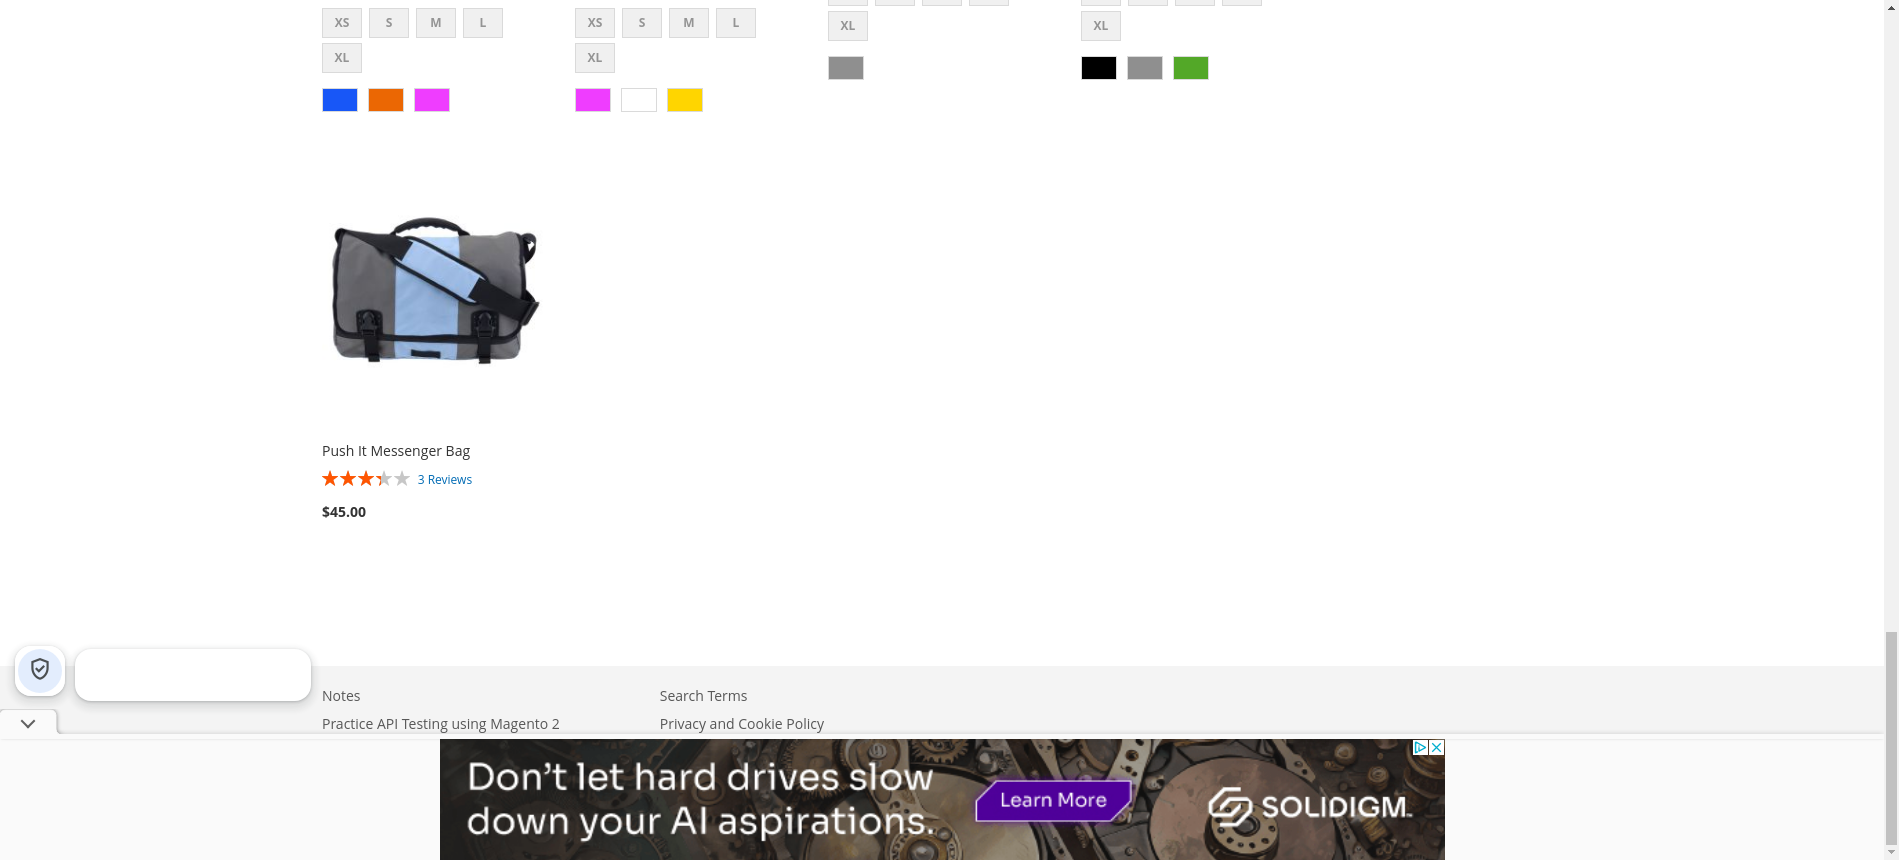 XS S M L XS S M L
XL
XL XL XL
Push It Messenger Bag
3 Reviews
$45.00
Notes Search Terms
Practice API Testing using Magento 2 Privacy and Cookie Policy
Don't let hard drives slow
down your AI aspirations.
Learn More
SOLIDIGM